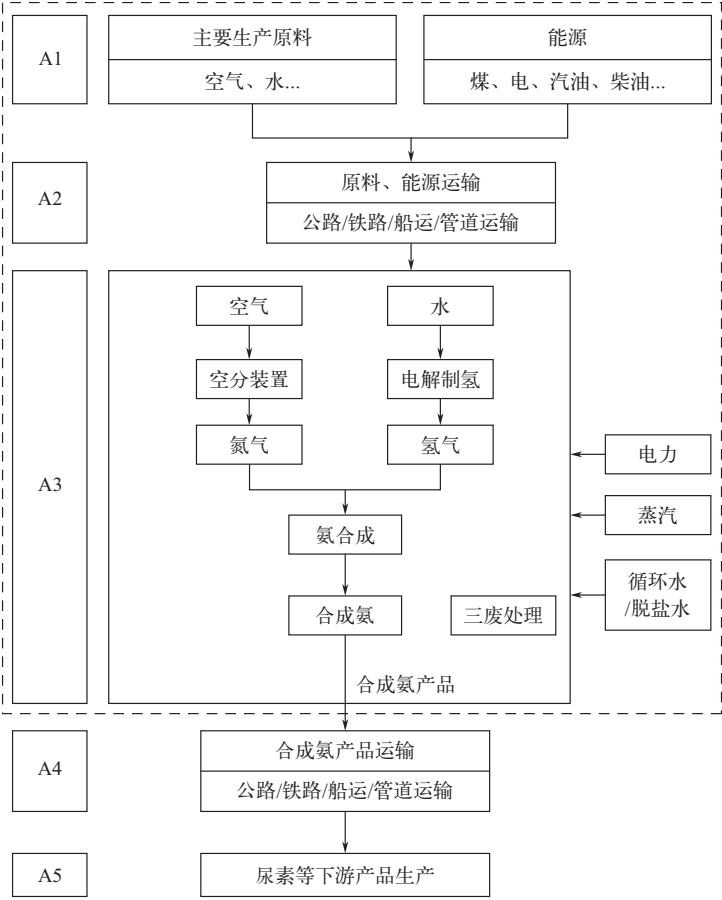 A1
主要生产原料
空气、水...
能源
煤、电、汽油、柴油...
A2
原料、能源运输
公路/铁路/船运/管道运输
A3
空气
水
空分装置
电解制氢
氮气
氢气
氨合成
合成氨
三废处理
合成氨产品
电力
蒸汽
循环水
/脱盐水
A4
合成氨产品运输
公路/铁路/船运/管道运输
A5
尿素等下游产品生产